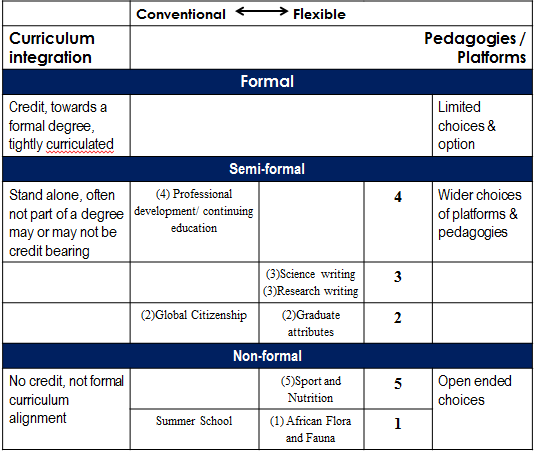 Conventional ⟷ Flexible
Curriculum
integration
Pedagogies /
Platforms
Formal
Credit, towards a
formal degree,
tightly curriculated
Limited
choices &
option
Semi-formal
Stand alone, often
not part of a degree
may or may not be
credit bearing
(4) Professional
development/ continuing
education
4
Wider choices
of platforms &
pedagogies
(3)Science writing
(3)Research writing
3
(2)Global Citizenship
(2)Graduate
attributes
2
Non-formal
No credit, not formal
curriculum
alignment
(5)Sport and
Nutrition
5
Open ended
choices
Summer School
(1) African Flora
and Fauna
1